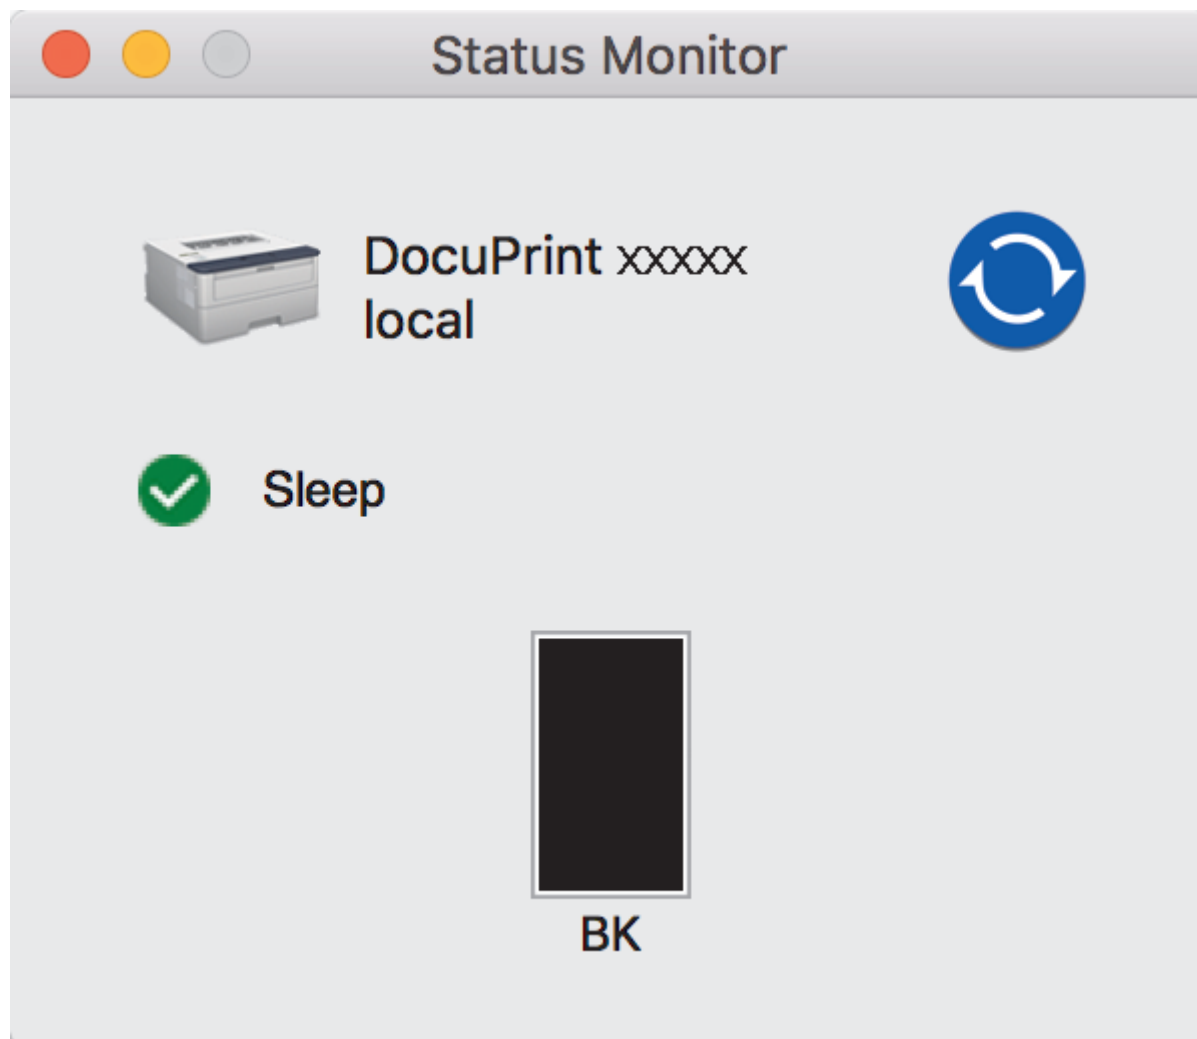 Status Monitor
DocuPrint xxxxx
local
Sleep
BK